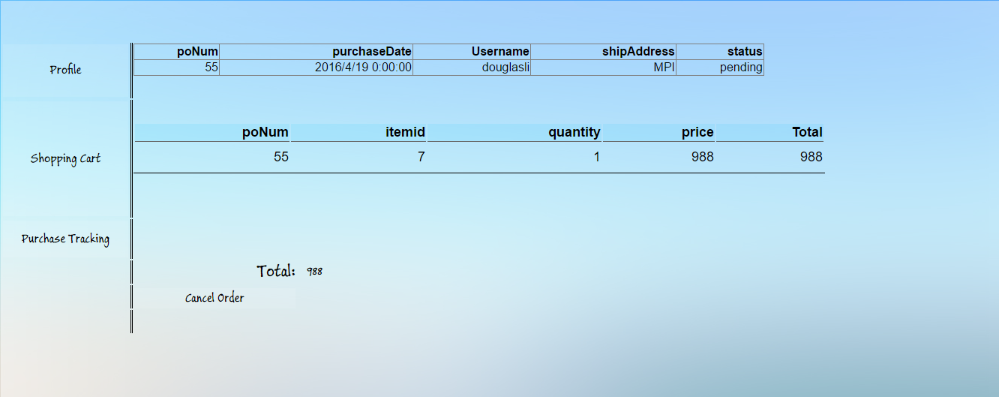 poNum purchaseDate Username shipAddress status
55 2016/4/19 0:00:00 douglasli MPI pending
Profile
poNum itemid quantity price Total
55 7 1 988 988
Shopping Cart
Purchase Tracking
Total: 988
Cancel Order